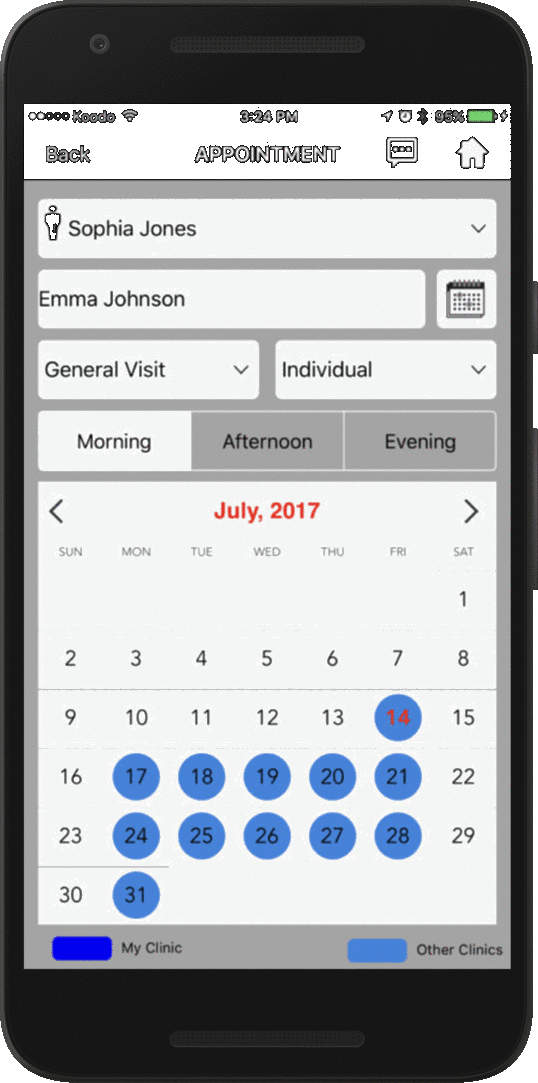 Koodo 3:24 PM 95%
Back APPOINTMENT
Sophia Jones
Emma Johnson
General Visit Individual
Morning Afternoon Evening
July, 2017
SUN MON TUE WED THU FRI SAT
1
2 3 4 5 6 7 8
9 10 11 12 13 14 15
16 17 18 19 20 21 22
23 24 25 26 27 28 29
30 31
My Clinic Other Clinics